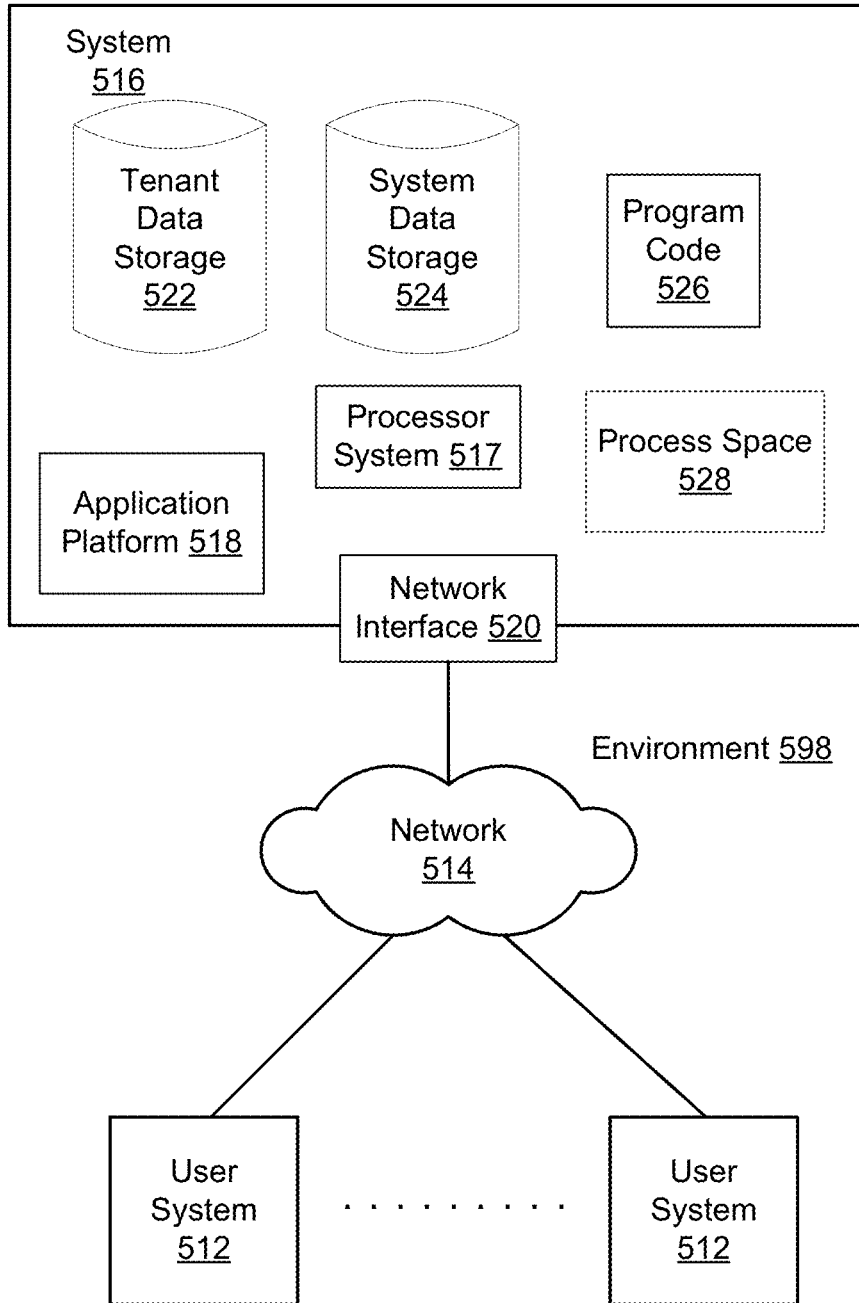 System
516
Tenant
Data
Storage
522
System
Data
Storage
524
Program
Code
526
Processor
System 517
Process Space
528
Application
Platform 518
Network
Interface 520
Environment 598
Network
514
User
System
512
. . . . . . . . .
User
System
512